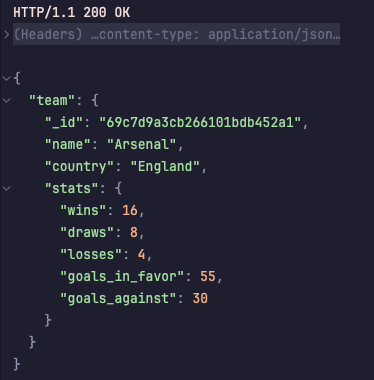 HTTP/1.1 200 OK
(Headers) …content-type: application/json…
{
"team": {
"_id": "69c7d9a3cb266101bdb452a1",
"name": "Arsenal",
"country": "England",
"stats": {
"wins": 16,
"draws": 8,
"losses": 4,
"goals_in_favor": 55,
"goals_against": 30
}
}
}